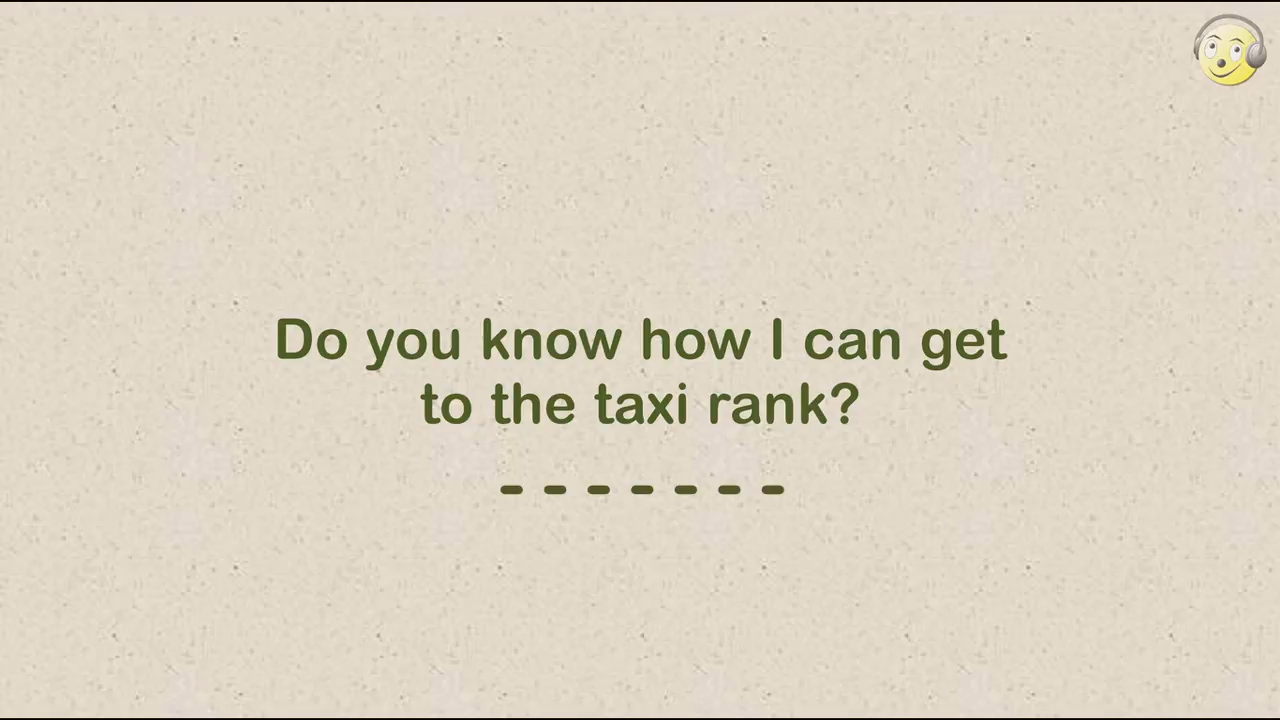 Do you know how I can get
to the taxi rank?
- - - - - - -